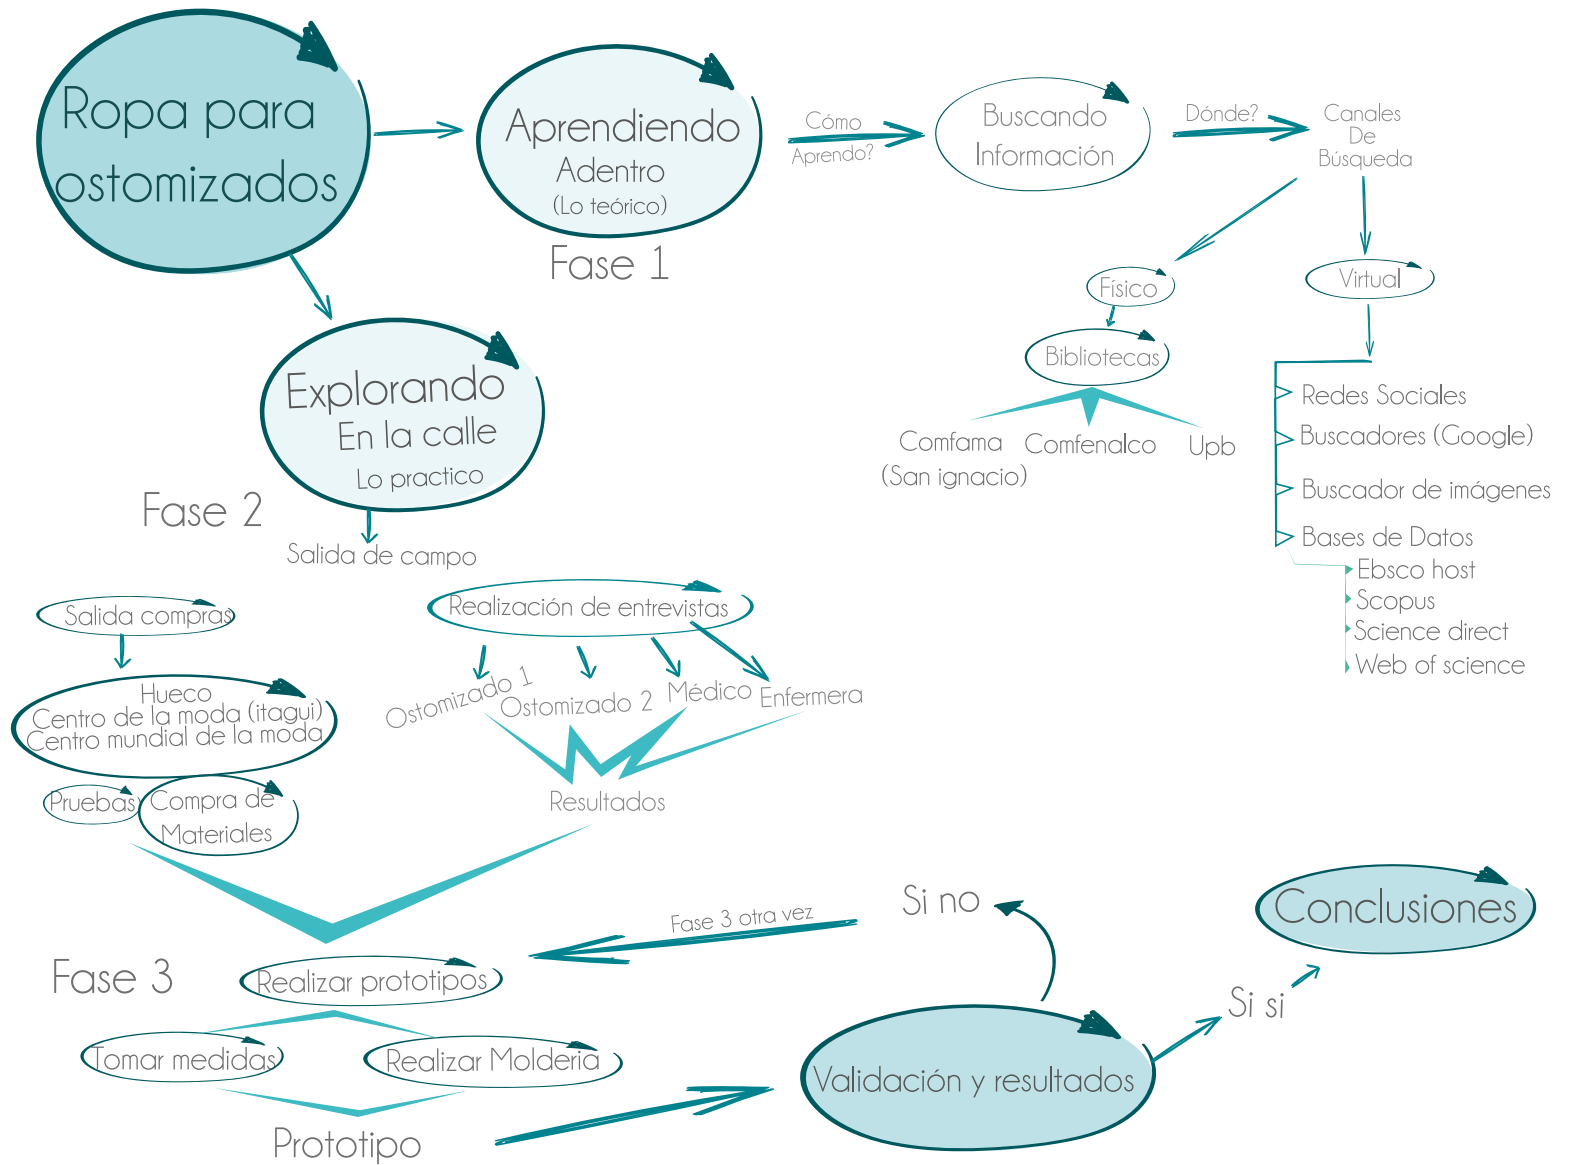 Ropa para
ostomizados
Aprendiendo
Adentro
(Lo teórico)
Fase 1
Cómo
Aprendo?
Buscando
Información
Dónde?
Canales
De
Búsqueda
Físico
Bibliotecas
Comfama
(San ignacio)
Comfenalco
Upb
Virtual
Redes Sociales
Buscadores (Google)
Buscador de imágenes
Bases de Datos
Ebsco host
Scopus
Science direct
Web of science
Explorando
En la calle
Lo practico
Fase 2
Salida de campo
Salida compras
Hueco
Centro de la moda (itagui)
Centro mundial de la moda
Pruebas
Compra de
Materiales
Realización de entrevistas
Ostomizado 1
Ostomizado 2
Médico
Enfermera
Resultados
Fase 3
Realizar prototipos
Tomar medidas
Realizar Molderia
Prototipo
Validación y resultados
Si no
Fase 3 otra vez
Si si
Conclusiones